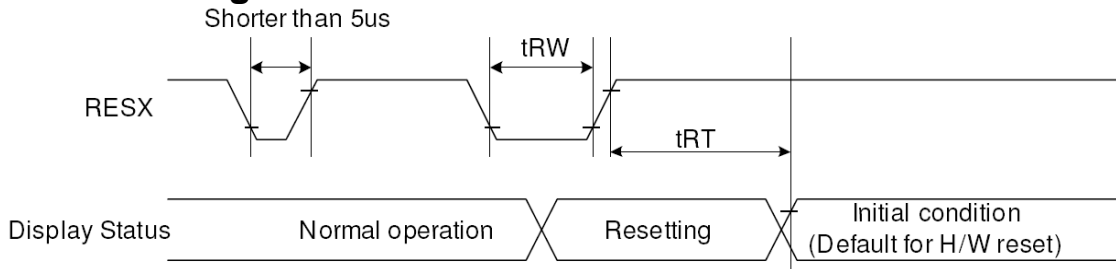 Shorter than 5us
tRW
RESX
tRT
Display Status
Normal operation
Resetting
Initial condition
(Default for H/W reset)